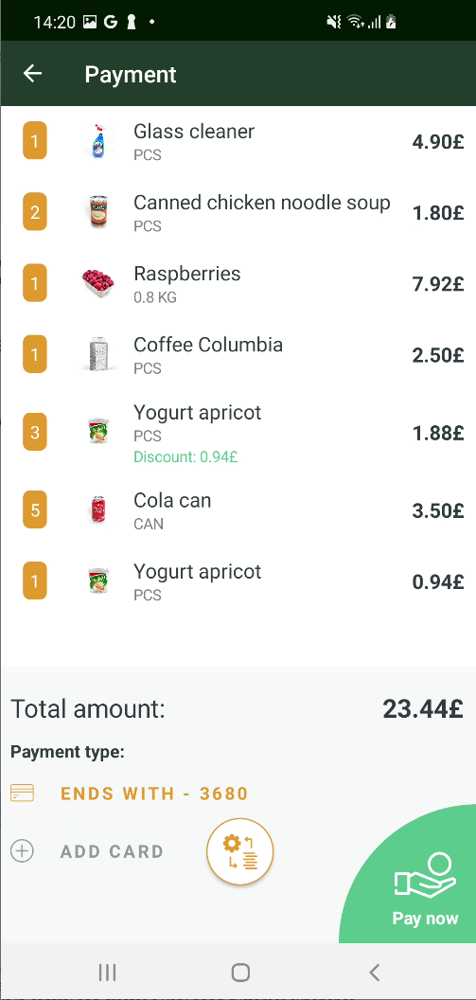 14:20
Payment
1 Glass cleaner 4.90£
PCS
2 Canned chicken noodle soup 1.80£
PCS
1 Raspberries 7.92£
0.8 KG
1 Coffee Columbia 2.50£
PCS
3 Yogurt apricot 1.88£
PCS
Discount: 0.94£
5 Cola can 3.50£
CAN
1 Yogurt apricot 0.94£
PCS
Total amount: 23.44£
Payment type:
ENDS WITH - 3680
ADD CARD
Pay now